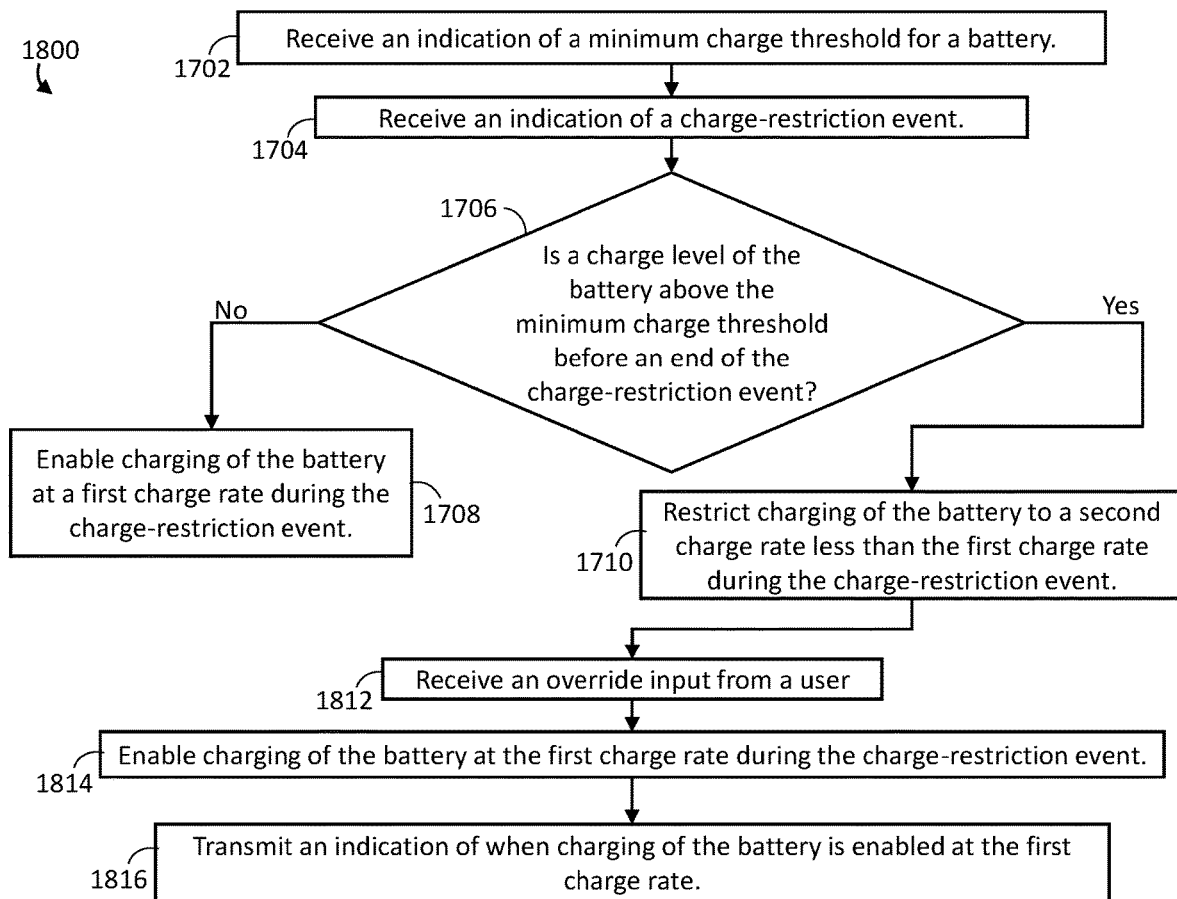 1800
Receive an indication of a minimum charge threshold for a battery.
1702
Receive an indication of a charge-restriction event.
1704
1706
Is a charge level of the
battery above the
minimum charge threshold
before an end of the
charge-restriction event?
No
Yes
Enable charging of the battery
at a first charge rate during the
charge-restriction event.
1708
Restrict charging of the battery to a second
charge rate less than the first charge rate
during the charge-restriction event.
1710
Receive an override input from a user
1812
Enable charging of the battery at the first charge rate during the charge-restriction event.
1814
Transmit an indication of when charging of the battery is enabled at the first
charge rate.
1816